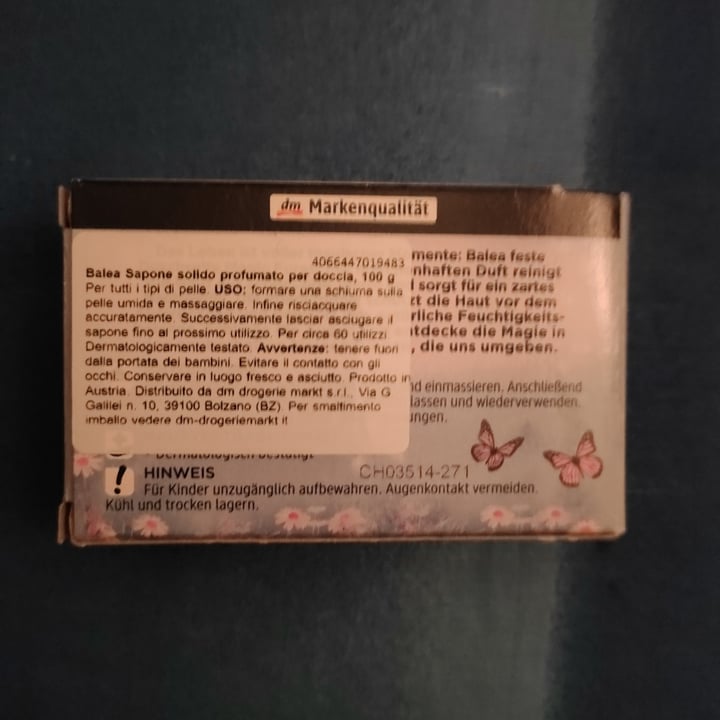 dm Markenqualität
4066447019483
Balea Sapone solido profumato per doccia, 100 g
Per tutti i tipi di pelle. USO: formare una schiuma sulla
pelle umida e massaggiare. Infine risciacquare
accuratamente. Successivamente lasciar asciugare il
sapone fino al prossimo utilizzo. Per circa 60 utilizzi
Dermatologicamente testato. Avvertenze: tenere fuori
dalla portata dei bambini. Evitare il contatto con gli
occhi. Conservare in luogo fresco e asciutto. Prodotto in
Austria. Distribuito da dm drogerie markt s.r.l., Via G
Galilei n. 10, 39100 Bolzano (BZ). Per smaltimento
imballo vedere dm-drogeriemarkt it
mente: Balea feste
nhaften Duft reinigt
sorgt für ein zartes
zt die Haut vor dem
rliche Feuchtigkeits-
ntdecke die Magie in
, die uns umgeben.
nd einmassieren. Anschließend
lassen und wiederverwenden.
ungen.
- Dermatologisch bestätigt
HINWEIS
CH03514-271
Für Kinder unzugänglich aufbewahren. Augenkontakt vermeiden.
Kühl und trocken lagern.